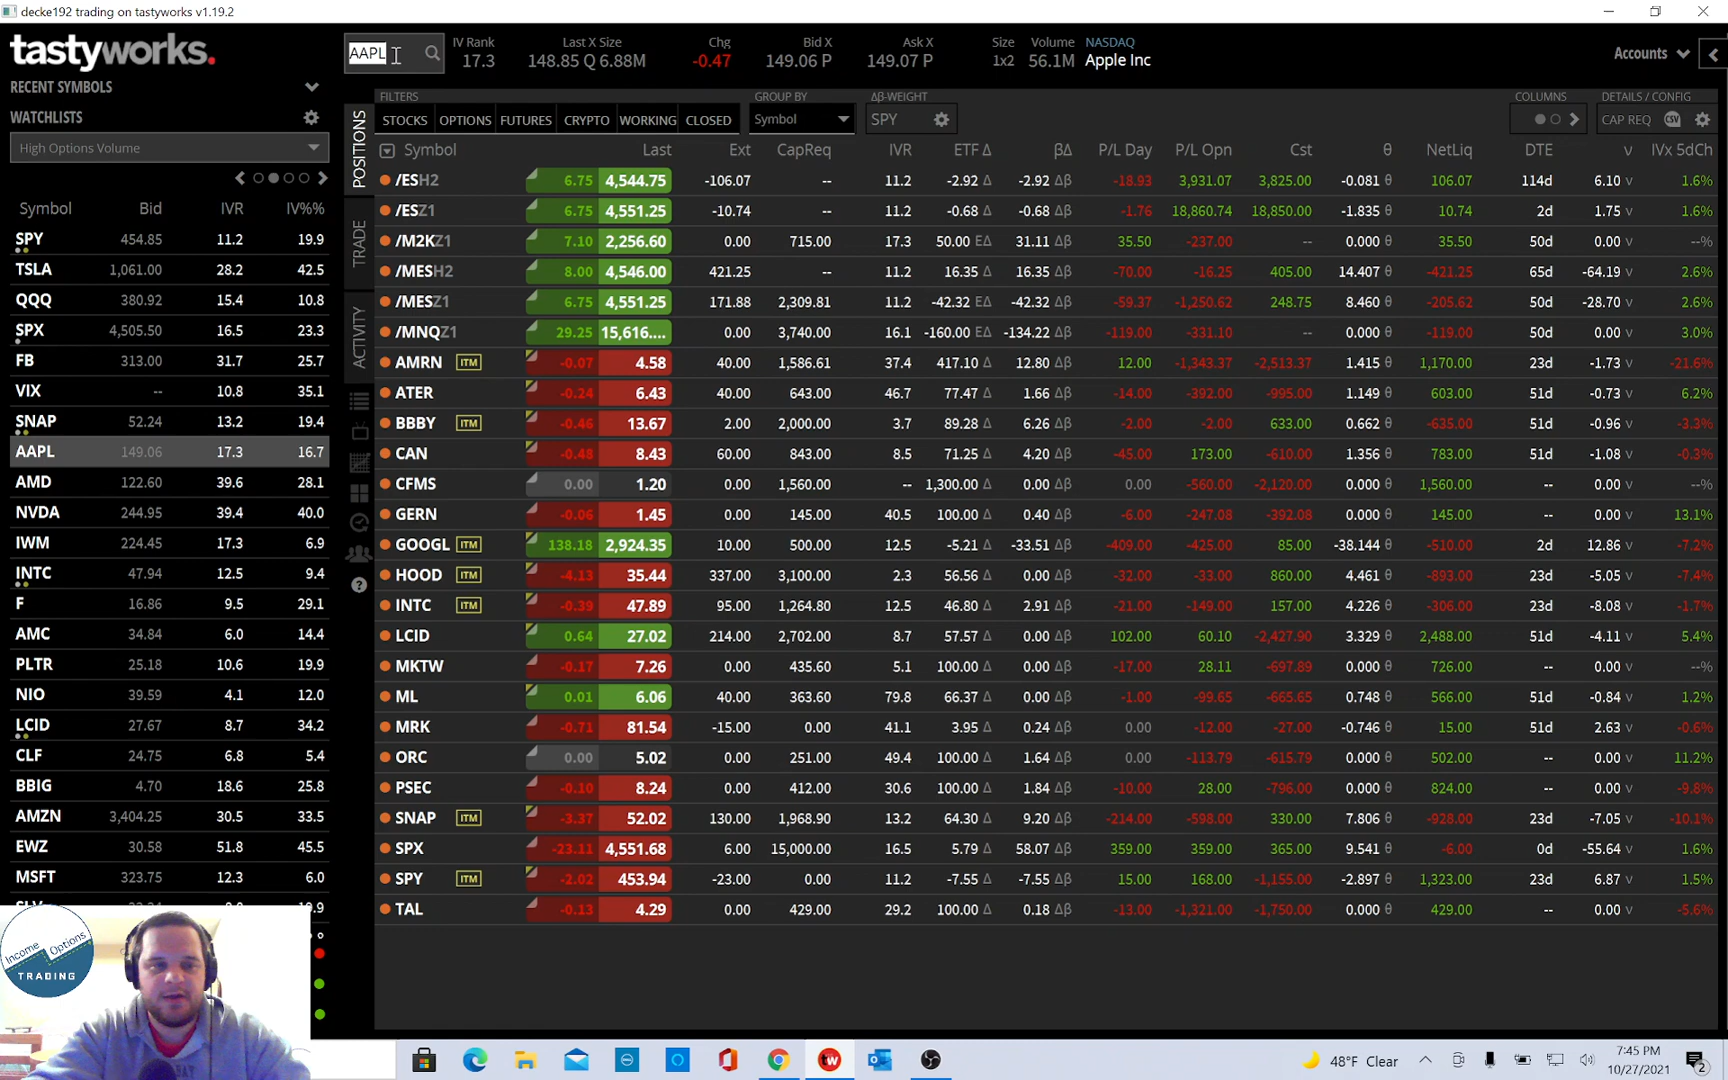 decke192 trading on tastyworks v1.19.2
tastyworks.
AAPL
IV Rank
17.3
Last X Size
148.85 Q 6.88M
Chg
-0.47
Bid X
149.06 P
Ask X
149.07 P
Size
1x2
Volume
56.1M
NASDAQ
Apple Inc
Accounts
RECENT SYMBOLS
WATCHLISTS
High Options Volume
Symbol Bid IVR IV%%
SPY 454.85 11.2 19.9
TSLA 1,061.00 28.2 42.5
QQQ 380.92 15.4 10.8
SPX 4,505.50 16.5 23.3
FB 313.00 31.7 25.7
VIX -- 10.8 35.1
SNAP 52.24 13.2 19.4
AAPL 149.06 17.3 16.7
AMD 122.60 39.6 28.1
NVDA 244.95 39.4 40.0
IWM 224.45 17.3 6.9
INTC 47.94 12.5 9.4
F 16.86 9.5 29.1
AMC 34.84 6.0 14.4
PLTR 25.18 10.6 19.9
NIO 39.59 4.1 12.0
LCID 27.67 8.7 34.2
CLF 24.75 6.8 5.4
BBIG 4.70 18.6 25.8
AMZN 3,404.25 30.5 33.5
EWZ 30.58 51.8 45.5
MSFT 323.75 12.3 6.0
POSITIONS
TRADE
ACTIVITY
FILTERS
STOCKS OPTIONS FUTURES CRYPTO WORKING CLOSED
GROUP BY
Symbol
Δβ-WEIGHT
SPY
COLUMNS
DETAILS / CONFIG
CAP REQ CSV
Symbol Last Ext CapReq IVR ETF Δ βΔ P/L Day P/L Opn Cst θ NetLiq DTE ν IVx 5dCh
/ESH2 6.75 4,544.75 -106.07 -- 11.2 -2.92 Δ -2.92 Δβ -18.93 3,931.07 3,825.00 -0.081 θ 106.07 114d 6.10 ν 1.6%
/ESZ1 6.75 4,551.25 -10.74 -- 11.2 -0.68 Δ -0.68 Δβ -1.76 18,860.74 18,850.00 -1.835 θ 10.74 2d 1.75 ν 1.6%
/M2KZ1 7.10 2,256.60 0.00 715.00 17.3 50.00 EΔ 31.11 Δβ 35.50 -237.00 -- 0.000 θ 35.50 50d 0.00 ν --%
/MESH2 8.00 4,546.00 421.25 -- 11.2 16.35 Δ 16.35 Δβ -70.00 -16.25 405.00 14.407 θ -421.25 65d -64.19 ν 2.6%
/MESZ1 6.75 4,551.25 171.88 2,309.81 11.2 -42.32 EΔ -42.32 Δβ -59.37 -1,250.62 248.75 8.460 θ -205.62 50d -28.70 ν 2.6%
/MNQZ1 29.25 15,616.... 0.00 3,740.00 16.1 -160.00 EΔ -134.22 Δβ -119.00 -331.10 -- 0.000 θ -119.00 50d 0.00 ν 3.0%
AMRN ITM -0.07 4.58 40.00 1,586.61 37.4 417.10 Δ 12.80 Δβ 12.00 -1,343.37 -2,513.37 1.415 θ 1,170.00 23d -1.73 ν -21.6%
ATER -0.24 6.43 40.00 643.00 46.7 77.47 Δ 1.66 Δβ -14.00 -392.00 -995.00 1.149 θ 603.00 23d -0.73 ν 6.2%
BBBY ITM -0.46 13.67 2.00 2,000.00 3.7 89.28 Δ 6.26 Δβ -2.00 -2.00 633.00 0.662 θ -635.00 51d -0.96 ν -3.3%
CAN -0.48 8.43 60.00 843.00 8.5 71.25 Δ 4.20 Δβ -45.00 173.00 -610.00 1.356 θ 783.00 51d -1.08 ν -0.3%
CFMS 0.00 1.20 0.00 1,560.00 -- 1,300.00 Δ 0.00 Δβ 0.00 -560.00 -2,120.00 0.000 θ 1,560.00 -- 0.00 ν --%
GERN -0.06 1.45 0.00 145.00 40.5 100.00 Δ 0.40 Δβ -6.00 -247.08 -392.08 0.000 θ 145.00 -- 0.00 ν 13.1%
GOOGL ITM 138.18 2,924.35 10.00 500.00 12.5 -5.21 Δ -33.51 Δβ -409.00 -425.00 85.00 -38.144 θ -510.00 2d 12.86 ν -7.2%
HOOD ITM -4.13 35.44 337.00 3,100.00 2.3 56.56 Δ 0.00 Δβ -32.00 -33.00 860.00 4.461 θ -893.00 23d -5.05 ν -7.4%
INTC ITM -0.39 47.89 95.00 1,264.80 12.5 46.80 Δ 2.91 Δβ -21.00 -149.00 157.00 4.226 θ -306.00 23d -8.08 ν -1.7%
LCID 0.64 27.02 214.00 2,702.00 8.7 57.57 Δ 0.00 Δβ 102.00 60.10 -2,427.90 3.329 θ 2,488.00 51d -4.11 ν 5.4%
MKTW -0.17 7.26 0.00 435.60 5.1 100.00 Δ 0.00 Δβ -17.00 28.11 -697.89 0.000 θ 726.00 -- 0.00 ν --%
ML 0.01 6.06 40.00 363.60 79.8 66.37 Δ 0.00 Δβ -1.00 -99.65 -665.65 0.748 θ 566.00 51d -0.84 ν 1.2%
MRK -0.71 81.54 -15.00 0.00 41.1 3.95 Δ 0.24 Δβ 0.00 -12.00 -27.00 -0.746 θ 15.00 51d 2.63 ν -0.6%
ORC 0.00 5.02 0.00 251.00 49.4 100.00 Δ 1.64 Δβ 0.00 -113.79 -615.79 0.000 θ 502.00 -- 0.00 ν 11.2%
PSEC -0.10 8.24 0.00 412.00 30.6 100.00 Δ 1.84 Δβ -10.00 28.00 -796.00 0.000 θ 824.00 -- 0.00 ν -9.8%
SNAP ITM -3.37 52.02 130.00 1,968.90 13.2 64.30 Δ 9.20 Δβ -214.00 -598.00 330.00 7.806 θ -928.00 23d -7.05 ν -10.1%
SPX -23.11 4,551.68 6.00 15,000.00 16.5 5.79 Δ 58.07 Δβ 359.00 359.00 365.00 9.541 θ -6.00 0d -55.64 ν 1.6%
SPY ITM -2.02 453.94 -23.00 0.00 11.2 -7.55 Δ -7.55 Δβ 15.00 168.00 -1,155.00 -2.897 θ 1,323.00 23d 6.87 ν 1.5%
TAL -0.13 4.29 0.00 429.00 29.2 100.00 Δ 0.18 Δβ -13.00 -1,321.00 -1,750.00 0.000 θ 429.00 -- 0.00 ν -5.6%
Income Options
TRADING
48°F Clear
7:45 PM
10/27/2021
2